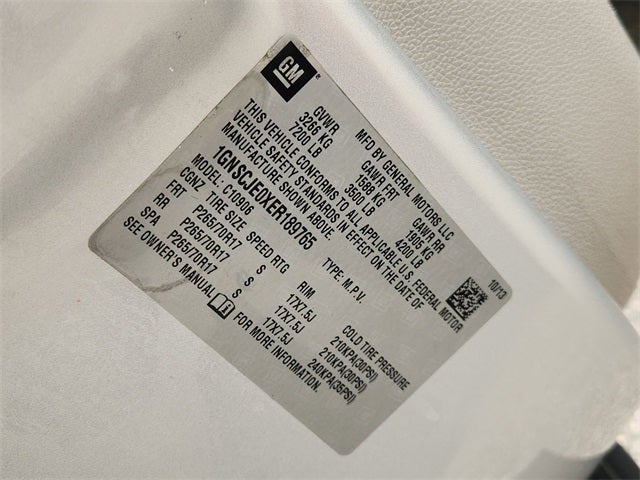 GM
MFD BY GENERAL MOTORS LLC
10/13
GVWR GAWR FRT GAWR RR
3266 KG 1588 KG 1905 KG
7200 LB 3500 LB 4200 LB
THIS VEHICLE CONFORMS TO ALL APPLICABLE U.S. FEDERAL MOTOR
VEHICLE SAFETY STANDARDS IN EFFECT ON THE DATE OF
MANUFACTURE SHOWN ABOVE.
1GNSCJE0XER189765
TYPE: M.P.V.
MODEL: C10906
CGNZ TIRE SIZE SPEED RTG RIM COLD TIRE PRESSURE
FRT P265/70R17 S 17X7.5J 210KPA(30PSI)
RR P265/70R17 S 17X7.5J 210KPA(30PSI)
SPA P265/70R17 S 17X7.5J 240KPA(35PSI)
SEE OWNER'S MANUAL FOR MORE INFORMATION.